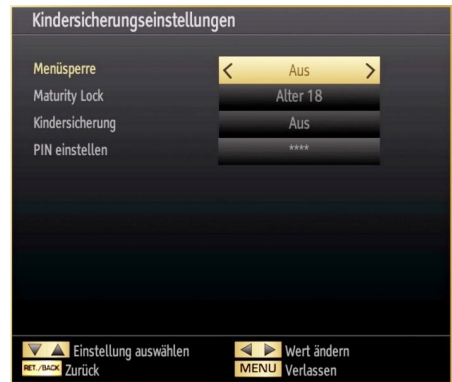 Kindersicherungseinstellungen
Menüsperre < Aus >
Maturity Lock Alter 18
Kindersicherung Aus
PIN einstellen ****
Einstellung auswählen Wert ändern
RET./BACK Zurück MENU Verlassen